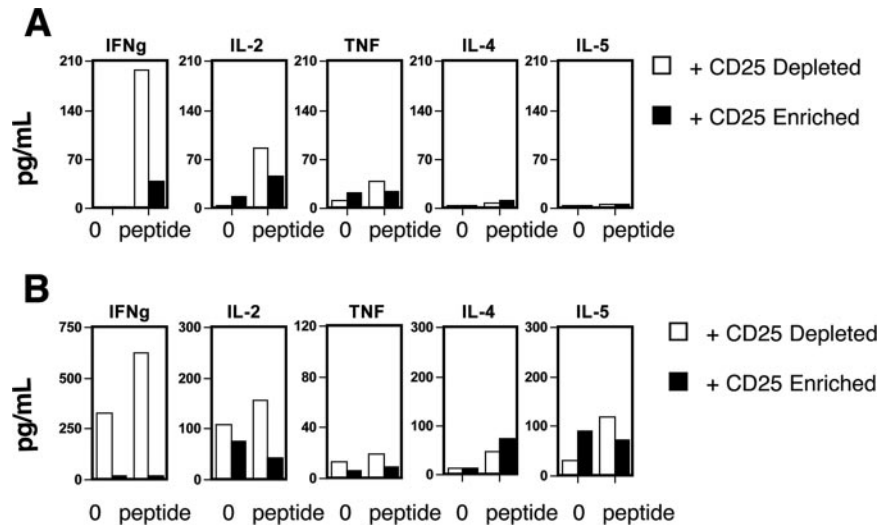 A
IFNg IL-2 TNF IL-4 IL-5
pg/mL
210 210 210 210 210
140 140 140 140 140
70 70 70 70 70
0 0 0 0 0
0 peptide 0 peptide 0 peptide 0 peptide 0 peptide
+ CD25 Depleted
+ CD25 Enriched
B
IFNg IL-2 TNF IL-4 IL-5
pg/mL
750 300 120 300 300
500 200 80 200 200
250 100 40 100 100
0 0 0 0 0
0 peptide 0 peptide 0 peptide 0 peptide 0 peptide
+ CD25 Depleted
+ CD25 Enriched